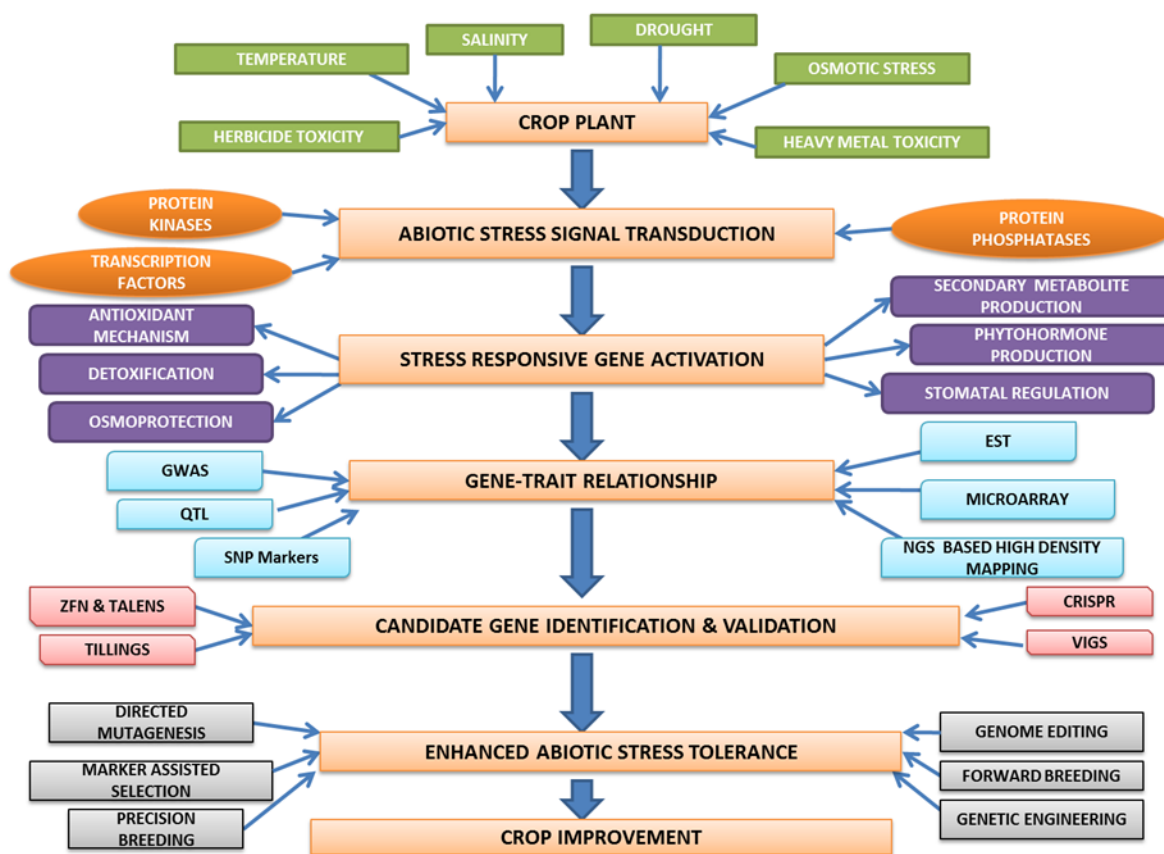 DROUGHT
SALINITY
TEMPERATURE
OSMOTIC STRESS
CROP PLANT
HERBICIDE TOXICITY
HEAVY METAL TOXICITY
PROTEIN
KINASES
ABIOTIC STRESS SIGNAL TRANSDUCTION
PROTEIN
PHOSPHATASES
TRANSCRIPTION
FACTORS
SECONDARY METABOLITE
PRODUCTION
ANTIOXIDANT
MECHANISM
STRESS RESPONSIVE GENE ACTIVATION
PHYTOHORMONE
PRODUCTION
DETOXIFICATION
STOMATAL REGULATION
OSMOPROTECTION
EST
GWAS
GENE-TRAIT RELATIONSHIP
MICROARRAY
QTL
SNP Markers
NGS BASED HIGH DENSITY
MAPPING
ZFN & TALENS
CRISPR
CANDIDATE GENE IDENTIFICATION & VALIDATION
TILLINGS
VIGS
DIRECTED
MUTAGENESIS
GENOME EDITING
ENHANCED ABIOTIC STRESS TOLERANCE
MARKER ASSISTED
SELECTION
FORWARD BREEDING
PRECISION
BREEDING
GENETIC ENGINEERING
CROP IMPROVEMENT